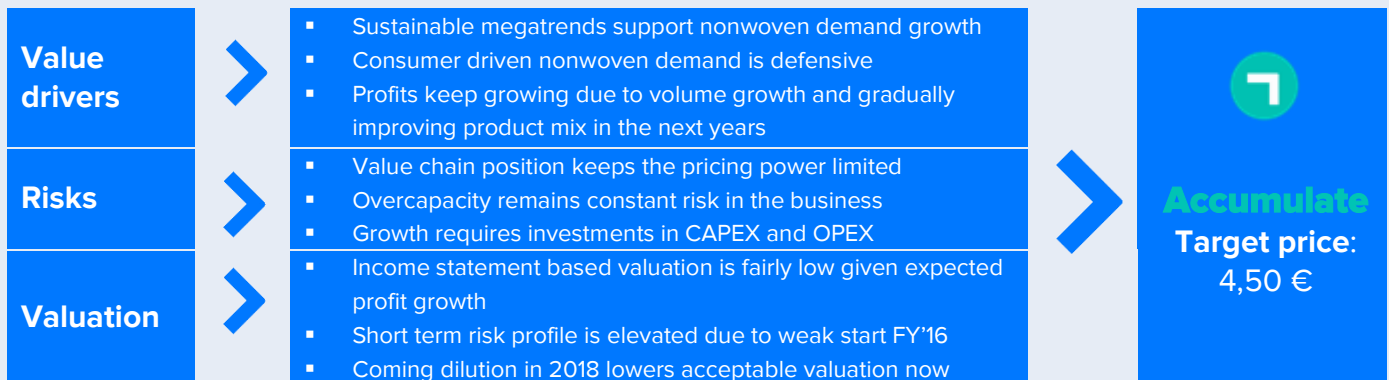 Value
drivers
▪ Sustainable megatrends support nonwoven demand growth
▪ Consumer driven nonwoven demand is defensive
▪ Profits keep growing due to volume growth and gradually
improving product mix in the next years
Risks
▪ Value chain position keeps the pricing power limited
▪ Overcapacity remains constant risk in the business
▪ Growth requires investments in CAPEX and OPEX
Valuation
▪ Income statement based valuation is fairly low given expected
profit growth
▪ Short term risk profile is elevated due to weak start FY’16
▪ Coming dilution in 2018 lowers acceptable valuation now
Accumulate
Target price:
4,50 €